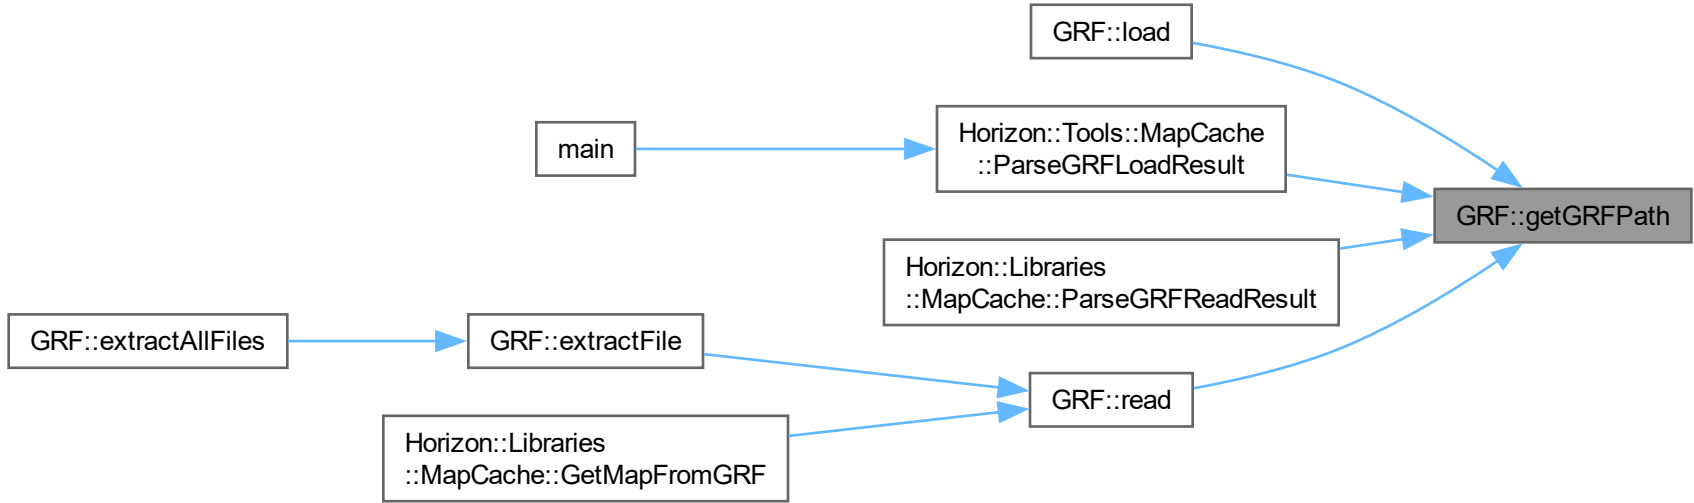 GRF::load
Horizon::Tools::MapCache
::ParseGRFLoadResult
main
GRF::getGRFPath
Horizon::Libraries
::MapCache::ParseGRFReadResult
GRF::extractAllFiles
GRF::extractFile
GRF::read
Horizon::Libraries
::MapCache::GetMapFromGRF